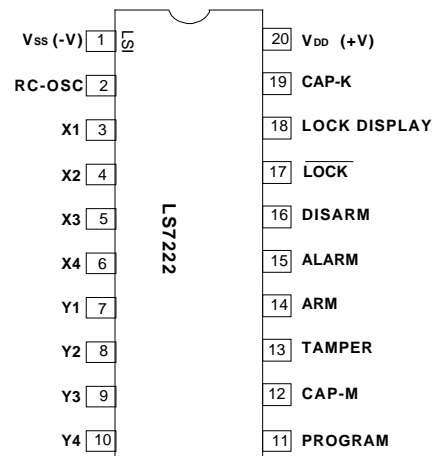 Vss (-V) 1 LSI 20 VDD (+V)
RC-OSC 2 19 CAP-K
X1 3 18 LOCK DISPLAY
X2 4 17 LOCK
X3 5 16 DISARM
LS7222
X4 6 15 ALARM
Y1 7 14 ARM
Y2 8 13 TAMPER
Y3 9 12 CAP-M
Y4 10 11 PROGRAM